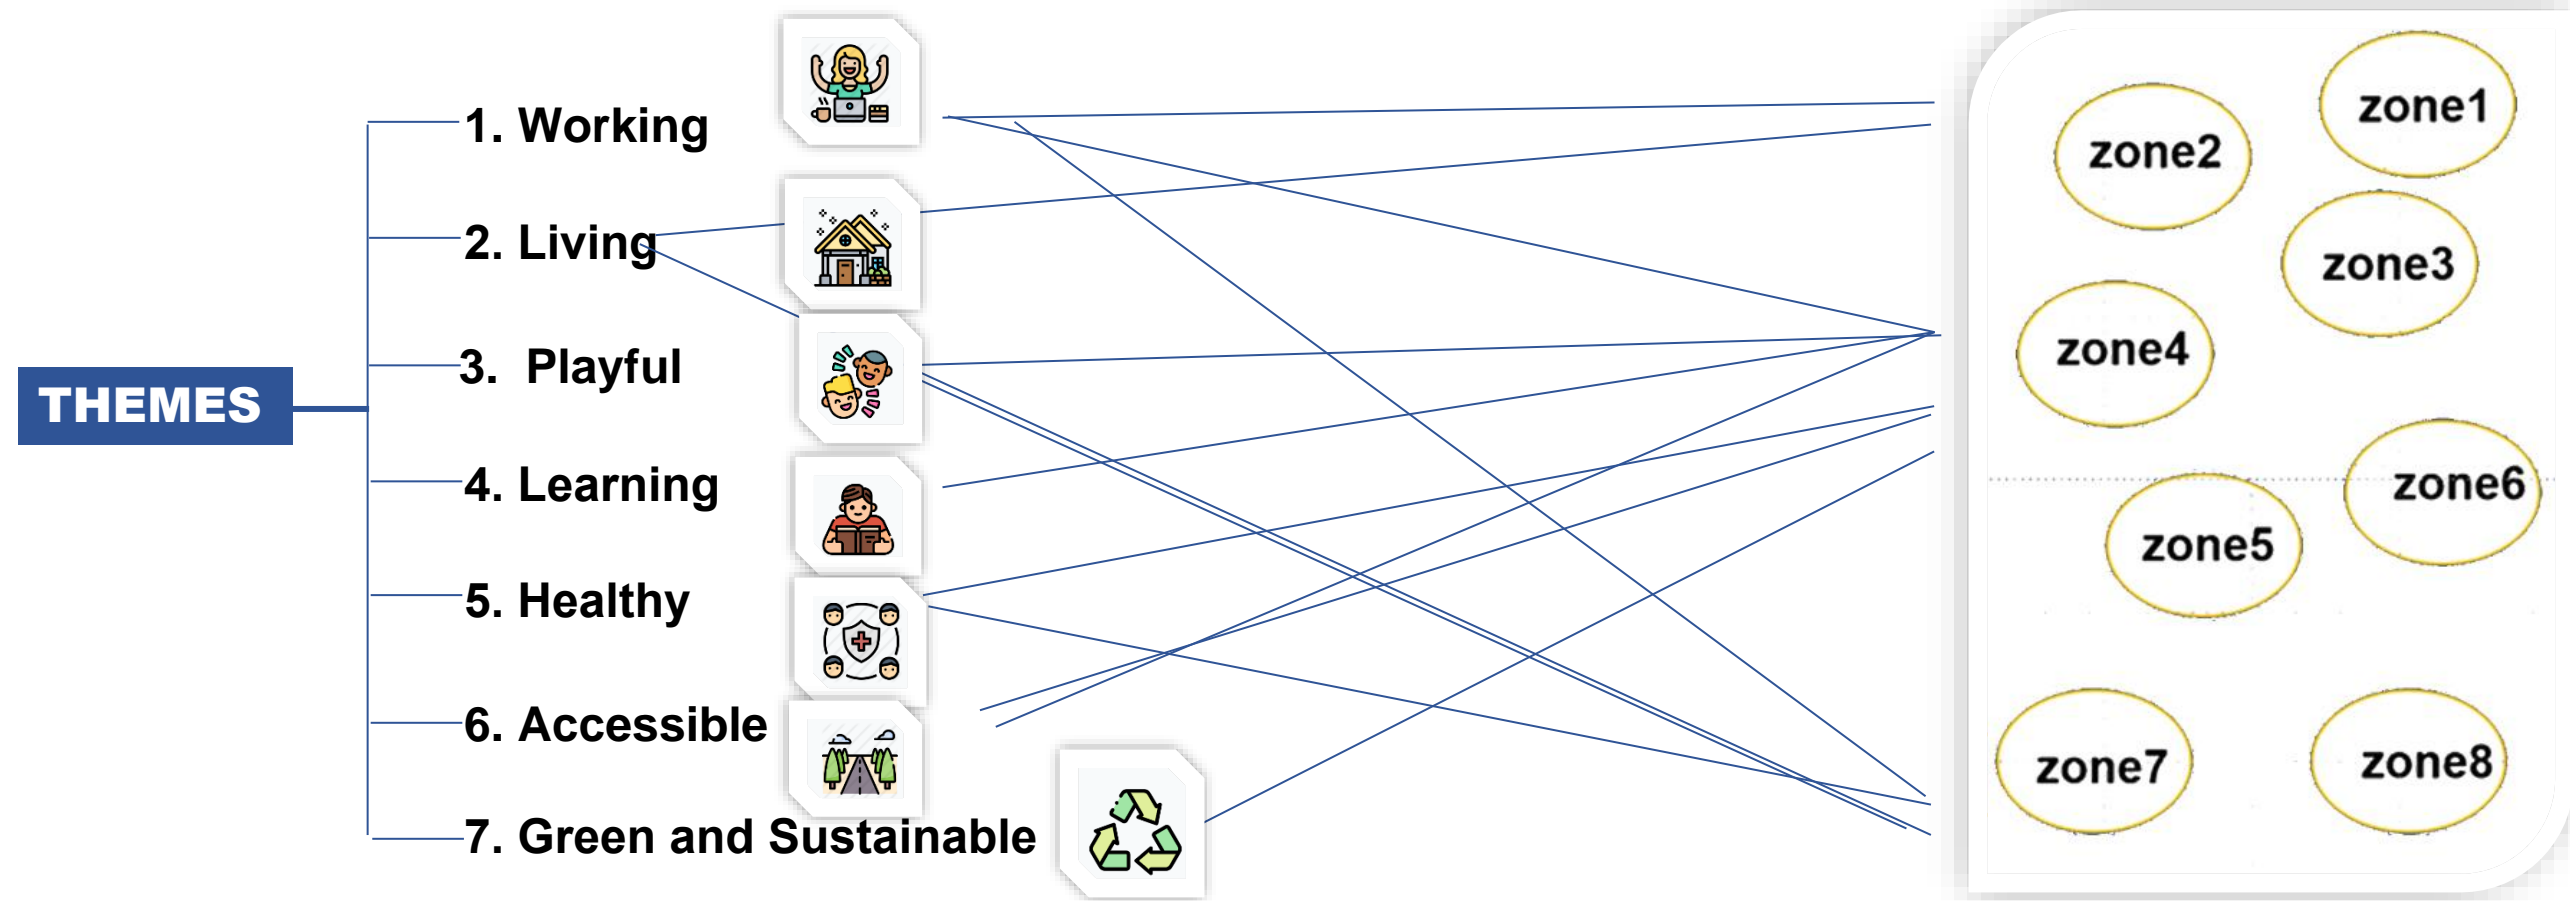 THEMES
1. Working
2. Living
3. Playful
4. Learning
5. Healthy
6. Accessible
7. Green and Sustainable
zone1
zone2
zone3
zone4
zone6
zone5
zone7
zone8